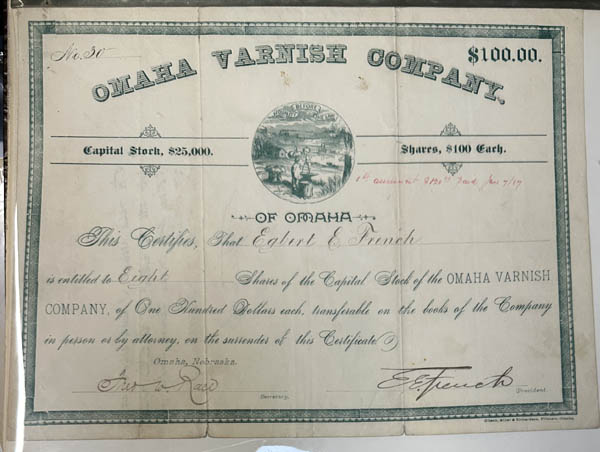 No. 30
$100.00.
OMAHA VARNISH COMPANY.
Capital Stock, $25,000.
Shares, $100 Each.
OF OMAHA
This Certifies, That Egbert E. French
is entitled to Eight Shares of the Capital Stock of the OMAHA VARNISH
COMPANY, of One Hundred Dollars each, transferable on the books of the Company
in person or by attorney, on the surrender of this Certificate
Omaha, Nebraska.
E.E. French
Secretary.
President.